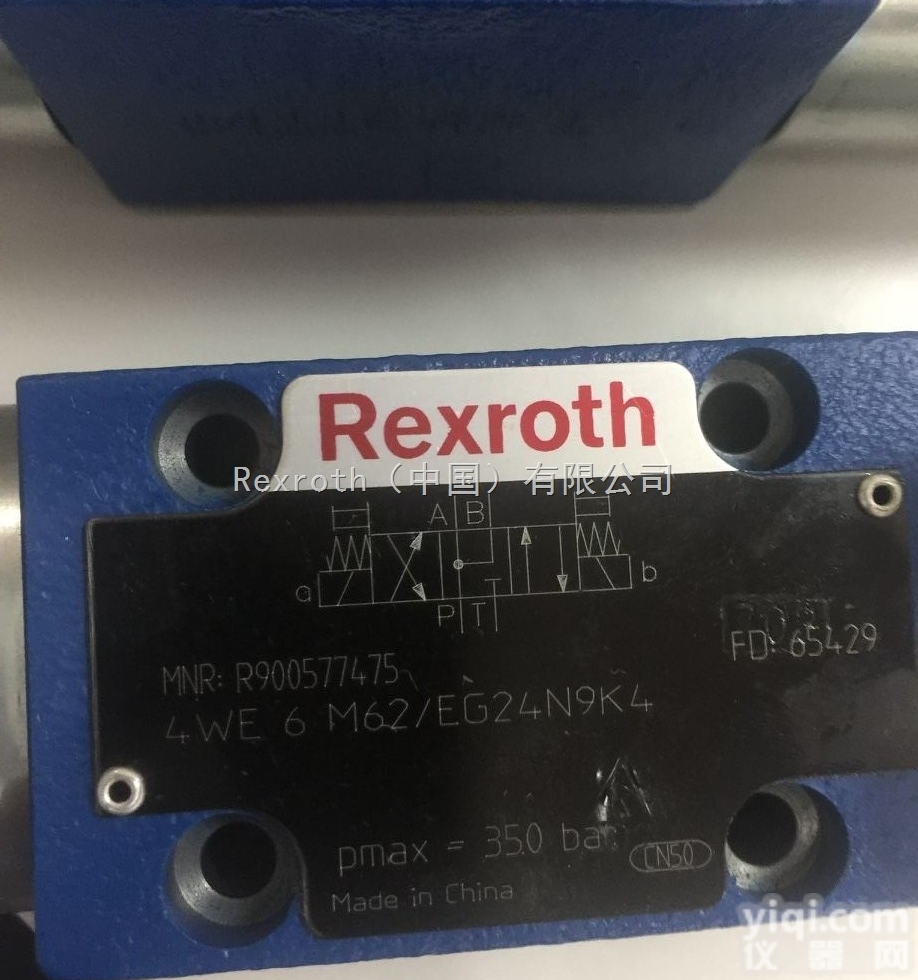 Rexroth
Rexroth（中国）有限公司
A B
a b
P T
FD: 65429
MNR: R900577475
4WE 6 M62/EG24N9K4
pmax = 350 bar
CN50
Made in China
yiqi.com
仪器网